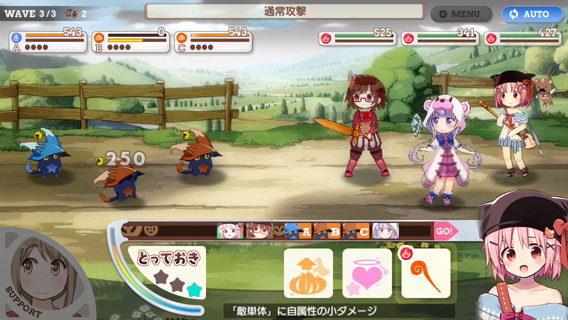 WAVE 3/3 2
通常攻撃
MENU
AUTO
543
A
0
B
543
C
525
341
427
250
A B C GO!
とっておき
SUPPORT
「敵単体」に自属性の小ダメージ